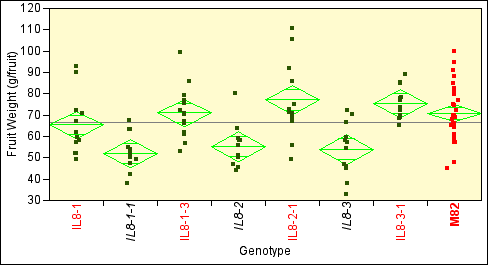 Fruit Weight (g/fruit)
120
110
100
90
80
70
60
50
40
30
IL8-1
IL8-1-1
IL8-1-3
IL8-2
IL8-2-1
IL8-3
IL8-3-1
M82
Genotype